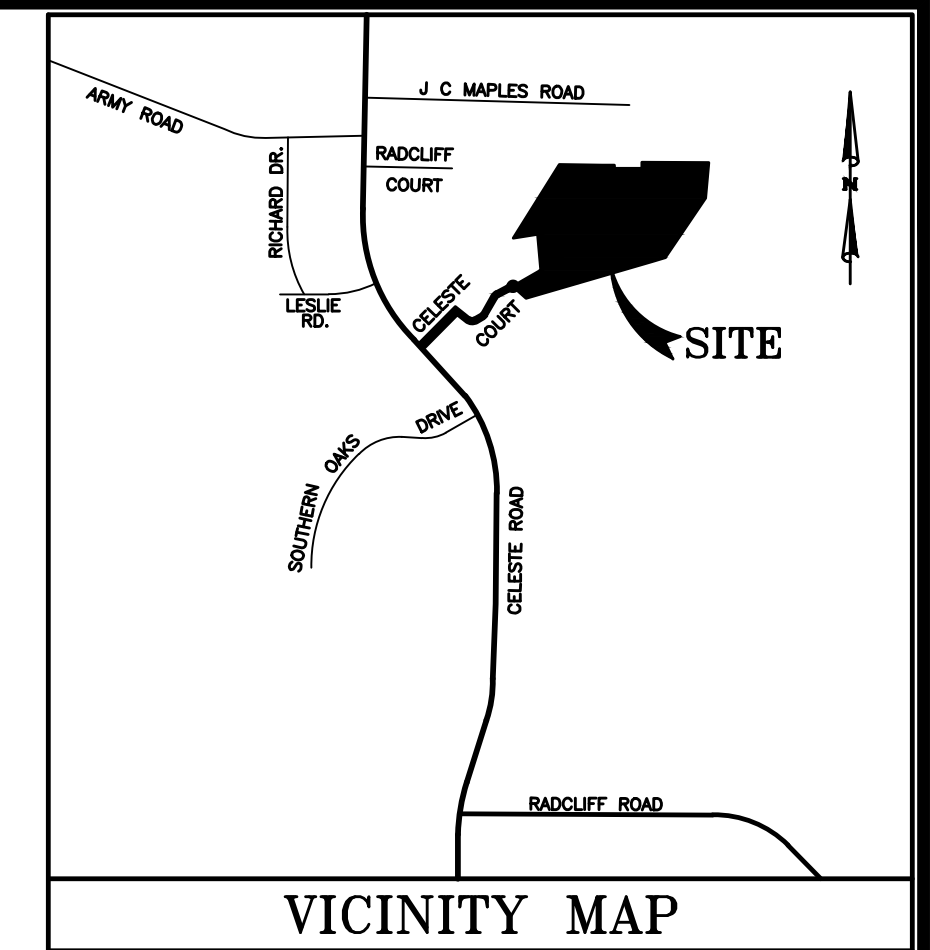 J C MAPLES ROAD
ARMY ROAD
RADCLIFF
COURT
RICHARD DR.
LESLIE
RD.
CELESTE
COURT
N
SITE
SOUTHERN OAKS DRIVE
CELESTE ROAD
RADCLIFF ROAD
VICINITY MAP